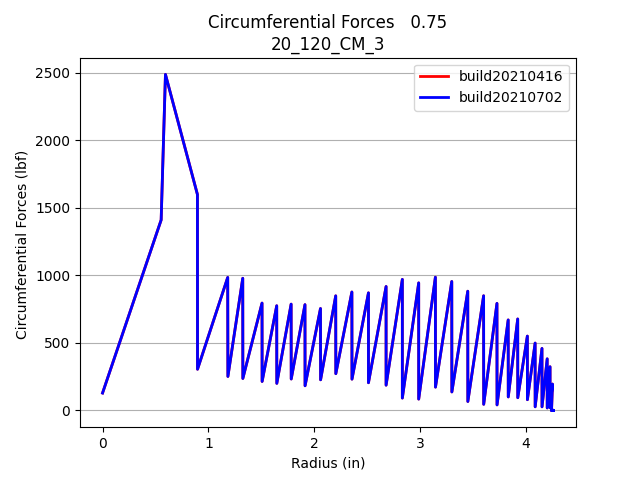 Circumferential Forces   0.75
20_120_CM_3
build20210416
build20210702
Circumferential Forces (lbf)
2500
2000
1500
1000
500
0
0 1 2 3 4
Radius (in)